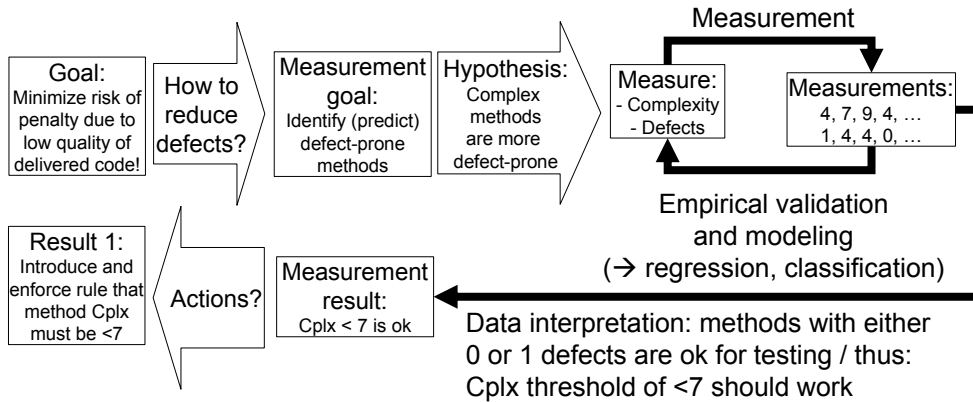 Goal:
Minimize risk of
penalty due to
low quality of
delivered code!
How to
reduce
defects?
Measurement
goal:
Identify (predict)
defect-prone
methods
Hypothesis:
Complex
methods
are more
defect-prone
Measurement
Measure:
- Complexity
- Defects
Measurements:
4, 7, 9, 4, …
1, 4, 4, 0, …
Empirical validation
and modeling
(→ regression, classification)
Result 1:
Introduce and
enforce rule that
method Cplx
must be <7
Actions?
Measurement
result:
Cplx < 7 is ok
Data interpretation: methods with either
0 or 1 defects are ok for testing / thus:
Cplx threshold of <7 should work